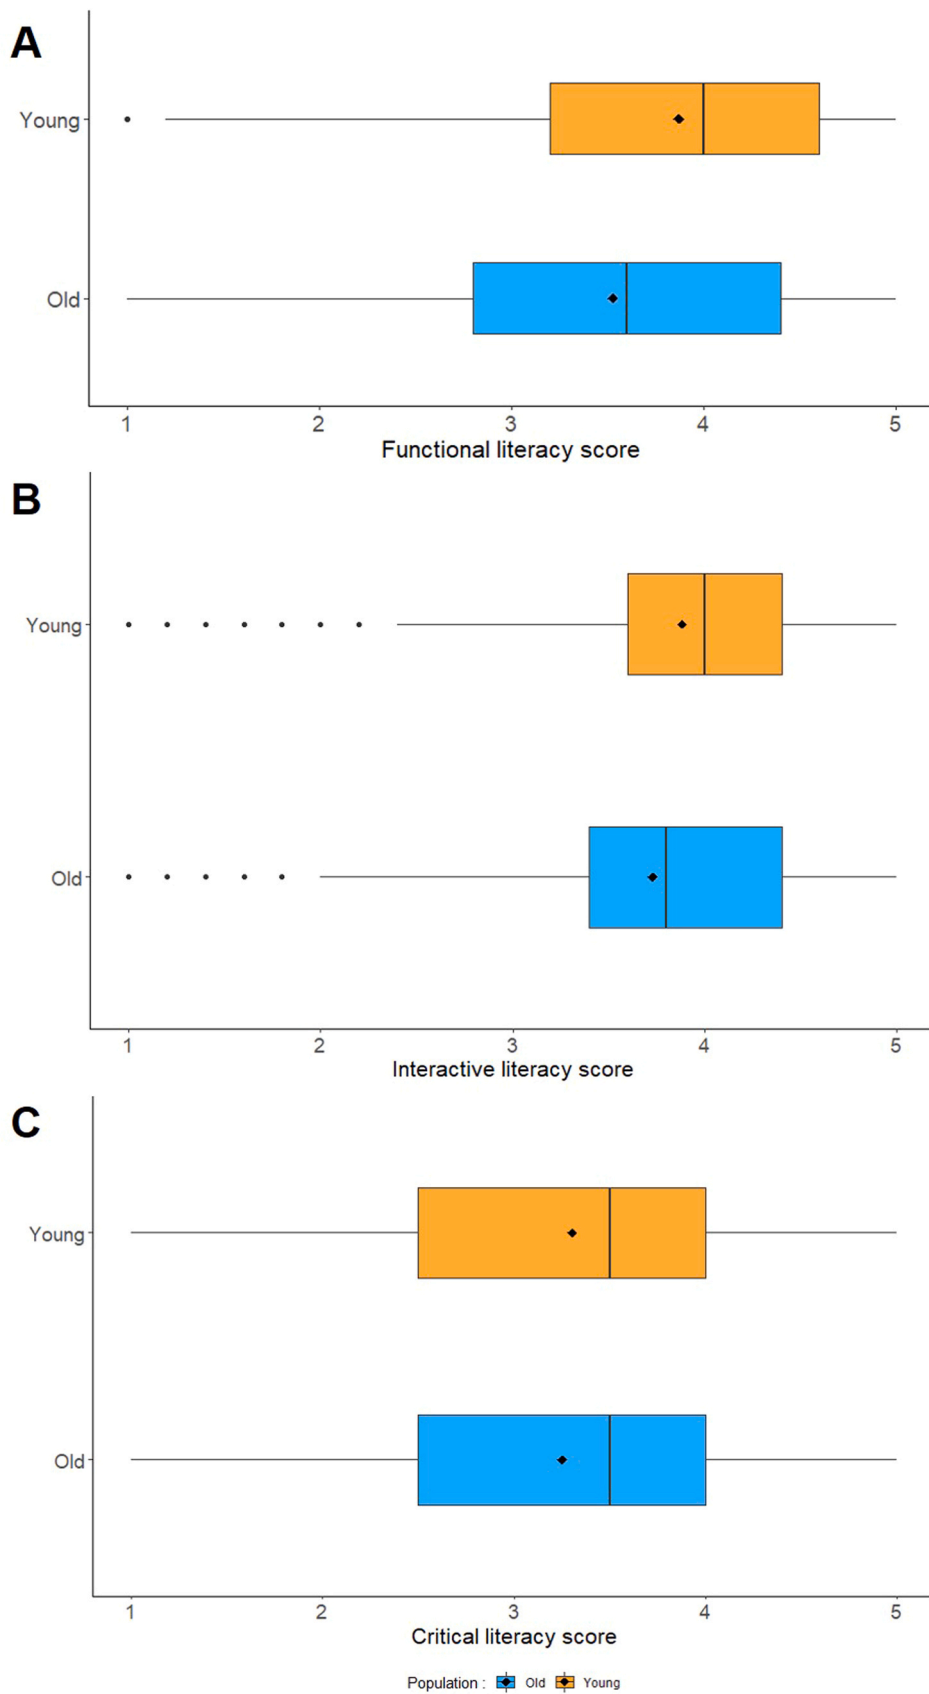 A
Young
Old
1 2 3 4 5
Functional literacy score
B
Young
Old
1 2 3 4 5
Interactive literacy score
C
Young
Old
1 2 3 4 5
Critical literacy score
Population : Old Young